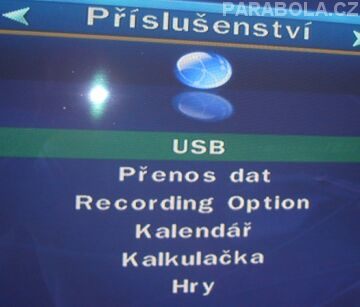 PARABOLA.CZ
Příslušenství
USB
Přenos dat
Recording Option
Kalendář
Kalkulačka
Hry